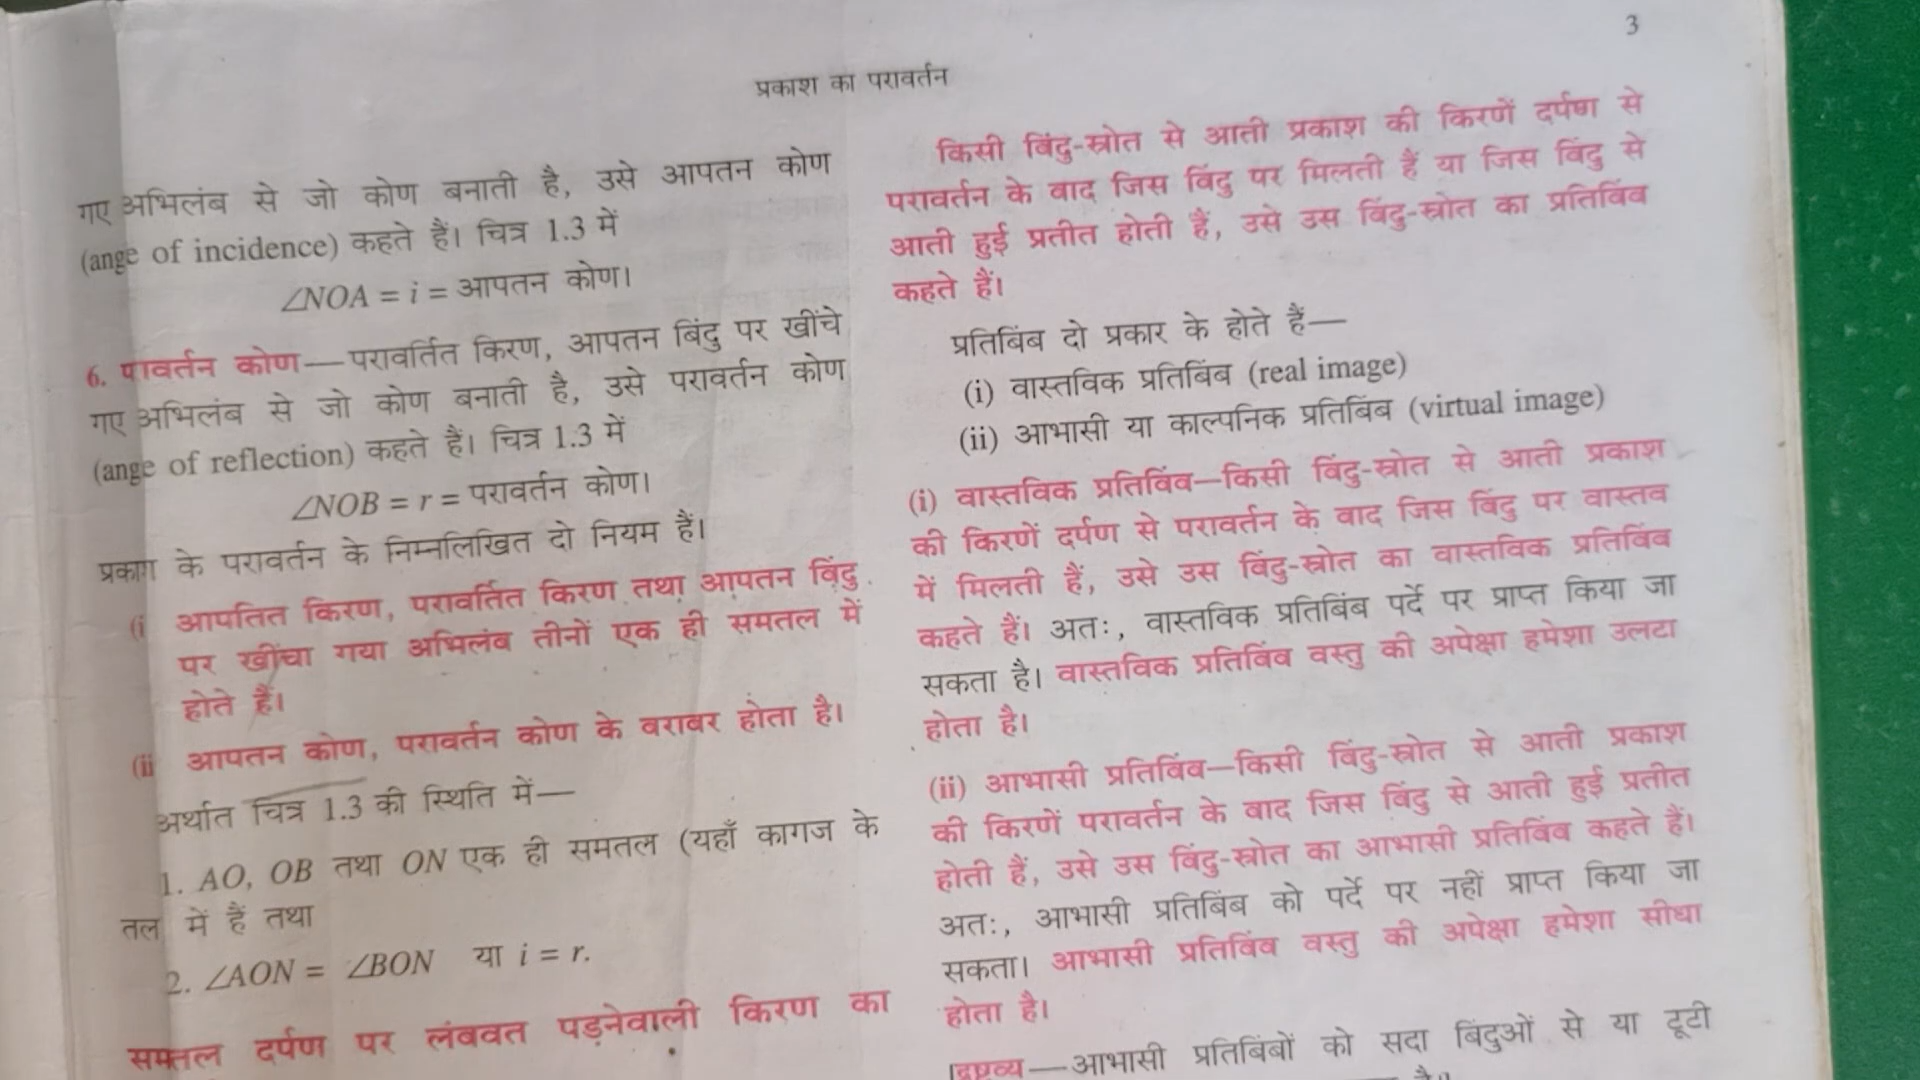 3
प्रकाश का परावर्तन
गए अभिलंब से जो कोण बनाती है, उसे आपतन कोण
(ange of incidence) कहते हैं। चित्र 1.3 में
∠NOA = i = आपतन कोण।
6. पावर्तन कोण—परावर्तित किरण, आपतन बिंदु पर खींचे
गए अभिलंब से जो कोण बनाती है, उसे परावर्तन कोण
(ange of reflection) कहते हैं। चित्र 1.3 में
∠NOB = r = परावर्तन कोण।
के परावर्तन के निम्नलिखित दो नियम हैं।
(i आपतित किरण, परावर्तित किरण तथा आपतन बिंदु
पर खींचा गया अभिलंब तीनों एक ही समतल में
होते हैं।
(ii आपतन कोण, परावर्तन कोण के बराबर होता है।
अर्थात चित्र 1.3 की स्थिति में—
1. AO, OB तथा ON एक ही समतल (यहाँ कागज के
तल में हैं तथा
2. ∠AON = ∠BON या i = r.
समतल दर्पण पर लंबवत पड़नेवाली किरण का
किसी बिंदु-स्रोत से आती प्रकाश की किरणें दर्पण से
परावर्तन के बाद जिस बिंदु पर मिलती हैं या जिस बिंदु से
आती हुई प्रतीत होती हैं, उसे उस बिंदु-स्रोत का प्रतिबिंब
कहते हैं।
प्रतिबिंब दो प्रकार के होते हैं—
(i) वास्तविक प्रतिबिंब (real image)
(ii) आभासी या काल्पनिक प्रतिबिंब (virtual image)
(i) वास्तविक प्रतिबिंब—किसी बिंदु-स्रोत से आती प्रकाश
की किरणें दर्पण से परावर्तन के बाद जिस बिंदु पर वास्तव
में मिलती हैं, उसे उस बिंदु-स्रोत का वास्तविक प्रतिबिंब
कहते हैं। अतः, वास्तविक प्रतिबिंब पर्दे पर प्राप्त किया जा
सकता है। वास्तविक प्रतिबिंब वस्तु की अपेक्षा हमेशा उलटा
होता है।
(ii) आभासी प्रतिबिंब—किसी बिंदु-स्रोत से आती प्रकाश
की किरणें परावर्तन के बाद जिस बिंदु से आती हुई प्रतीत
होती हैं, उसे उस बिंदु-स्रोत का आभासी प्रतिबिंब कहते हैं।
अतः, आभासी प्रतिबिंब को पर्दे पर नहीं प्राप्त किया जा
सकता। आभासी प्रतिबिंब वस्तु की अपेक्षा हमेशा सीधा
होता है।
[द्रष्टव्य—आभासी प्रतिबिंबों को सदा बिंदुओं से या टूटी